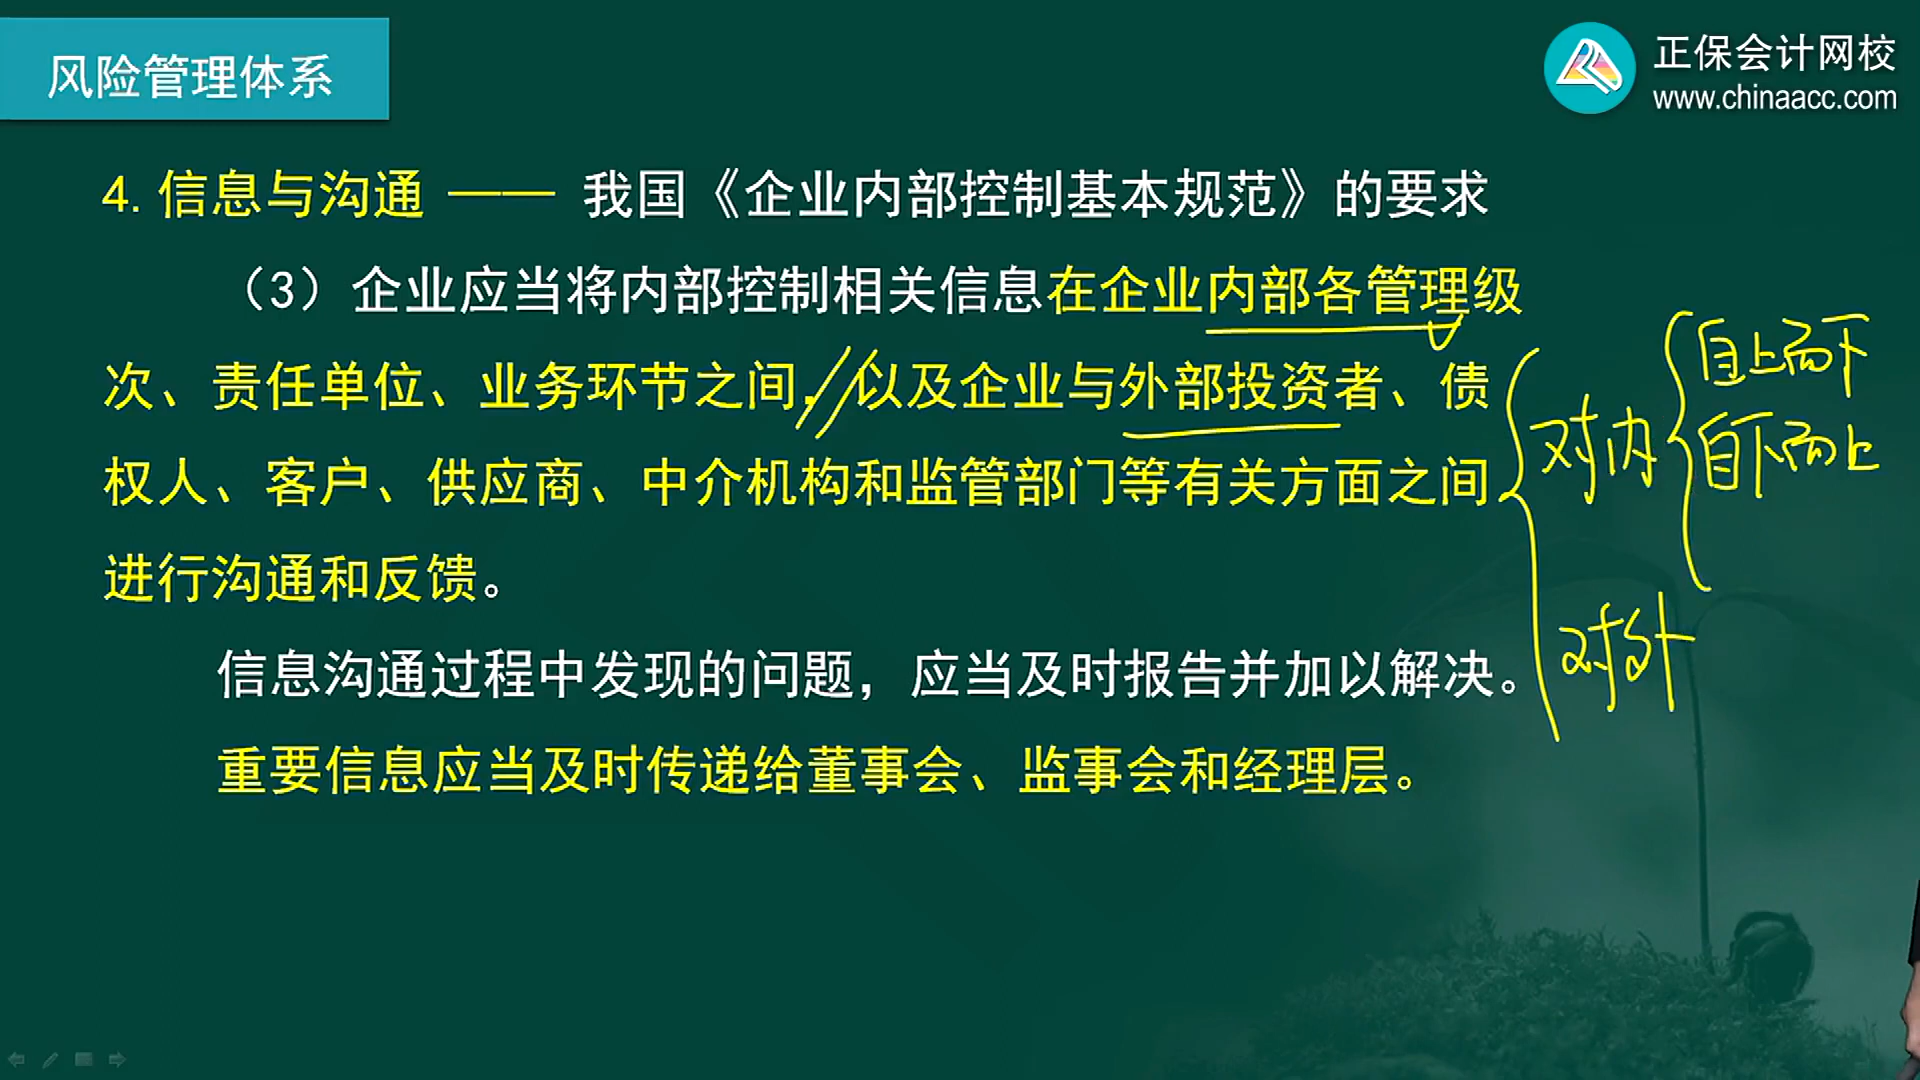 风险管理体系
正保会计网校
www.chinaacc.com
4. 信息与沟通 —— 我国《企业内部控制基本规范》的要求
（3）企业应当将内部控制相关信息在企业内部各管理级
次、责任单位、业务环节之间，以及企业与外部投资者、债
权人、客户、供应商、中介机构和监管部门等有关方面之间
进行沟通和反馈。
信息沟通过程中发现的问题，应当及时报告并加以解决。
重要信息应当及时传递给董事会、监事会和经理层。
对内
自上而下
自下而上
对外